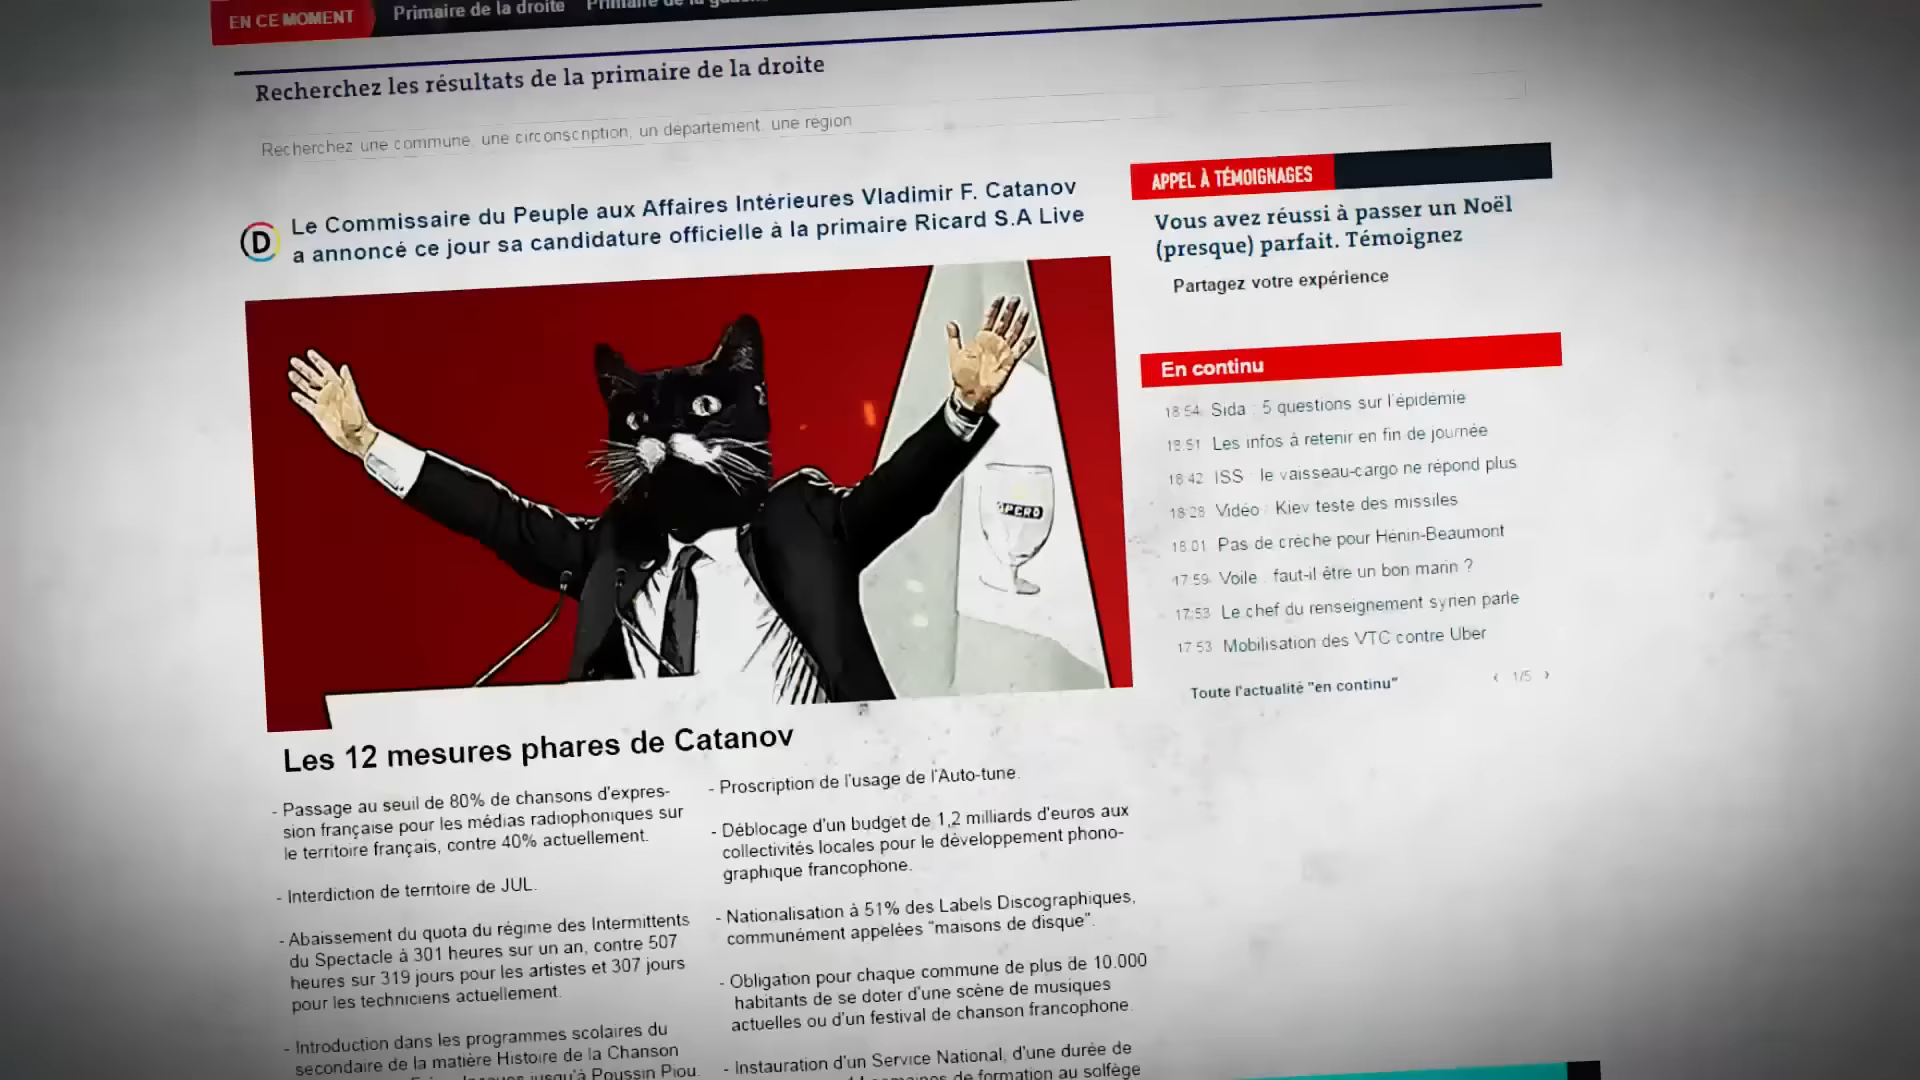 EN CE MOMENT
Primaire de la droite
Recherchez les résultats de la primaire de la droite
Recherchez une commune, une circonscription, un département, une région
D
Le Commissaire du Peuple aux Affaires Intérieures Vladimir F. Catanov
a annoncé ce jour sa candidature officielle à la primaire Ricard S.A Live
APERO
Les 12 mesures phares de Catanov
- Passage au seuil de 80% de chansons d'expres-
sion française pour les médias radiophoniques sur
le territoire français, contre 40% actuellement.
- Interdiction de territoire de JUL.
- Abaissement du quota du régime des Intermittents
du Spectacle à 301 heures sur un an, contre 507
heures sur 319 jours pour les artistes et 307 jours
pour les techniciens actuellement.
- Introduction dans les programmes scolaires du
secondaire de la matière Histoire de la Chanson
jusqu'à Poussin Piou.
- Proscription de l'usage de l'Auto-tune.
- Déblocage d'un budget de 1,2 milliards d'euros aux
collectivités locales pour le développement phono-
graphique francophone.
- Nationalisation à 51% des Labels Discographiques,
communément appelées "maisons de disque".
- Obligation pour chaque commune de plus de 10.000
habitants de se doter d'une scène de musiques
actuelles ou d'un festival de chanson francophone.
- Instauration d'un Service National, d'une durée de
de formation au solfège
APPEL À TÉMOIGNAGES
Vous avez réussi à passer un Noël
(presque) parfait. Témoignez
Partagez votre expérience
En continu
18:54 Sida : 5 questions sur l'épidémie
18:51 Les infos à retenir en fin de journée
18:42 ISS : le vaisseau-cargo ne répond plus
18:28 Vidéo : Kiev teste des missiles
18:01 Pas de crèche pour Hénin-Beaumont
17:59 Voile : faut-il être un bon marin ?
17:53 Le chef du renseignement syrien parle
17:53 Mobilisation des VTC contre Uber
Toute l'actualité "en continu"
‹ 1/5 ›